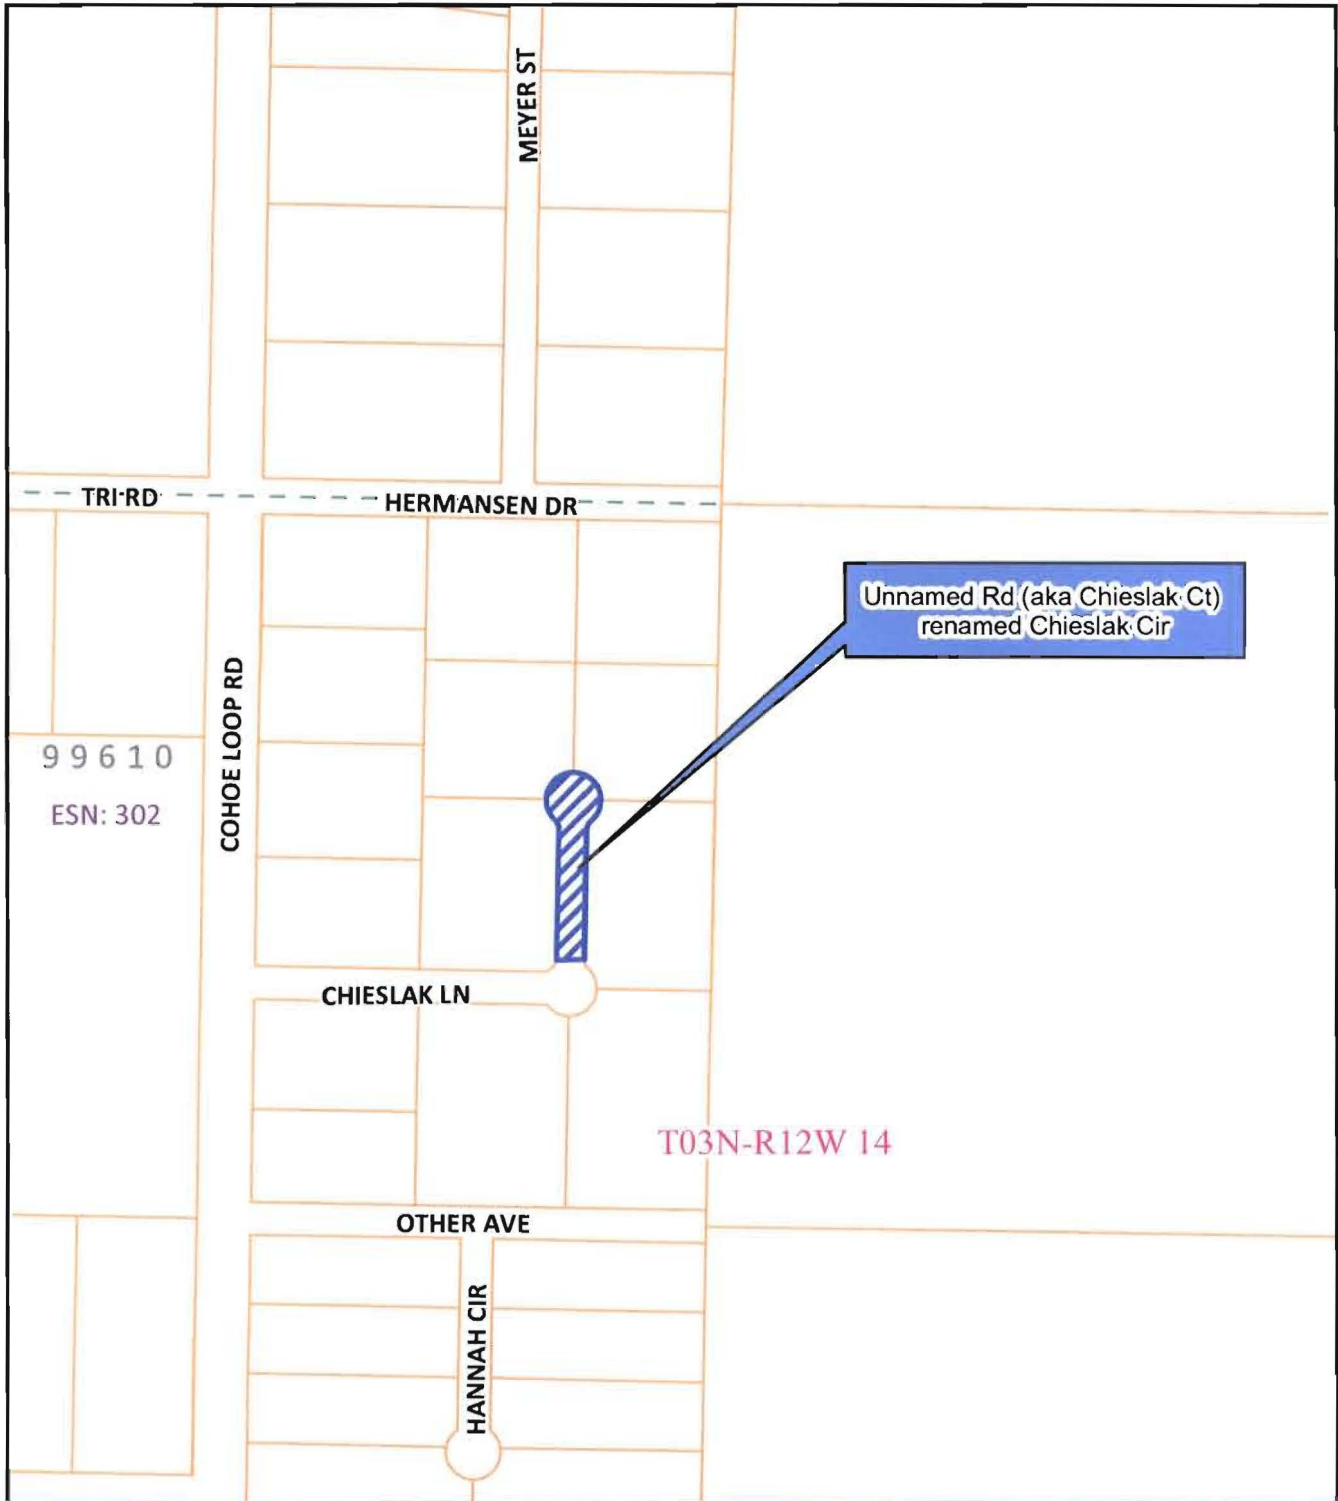 MEYER ST
TRI RD
HERMANSEN DR
Unnamed Rd (aka Chieslak Ct)
renamed Chieslak Cir
COHOE LOOP RD
99610
ESN: 302
CHIESLAK LN
T03N-R12W 14
OTHER AVE
HANNAH CIR